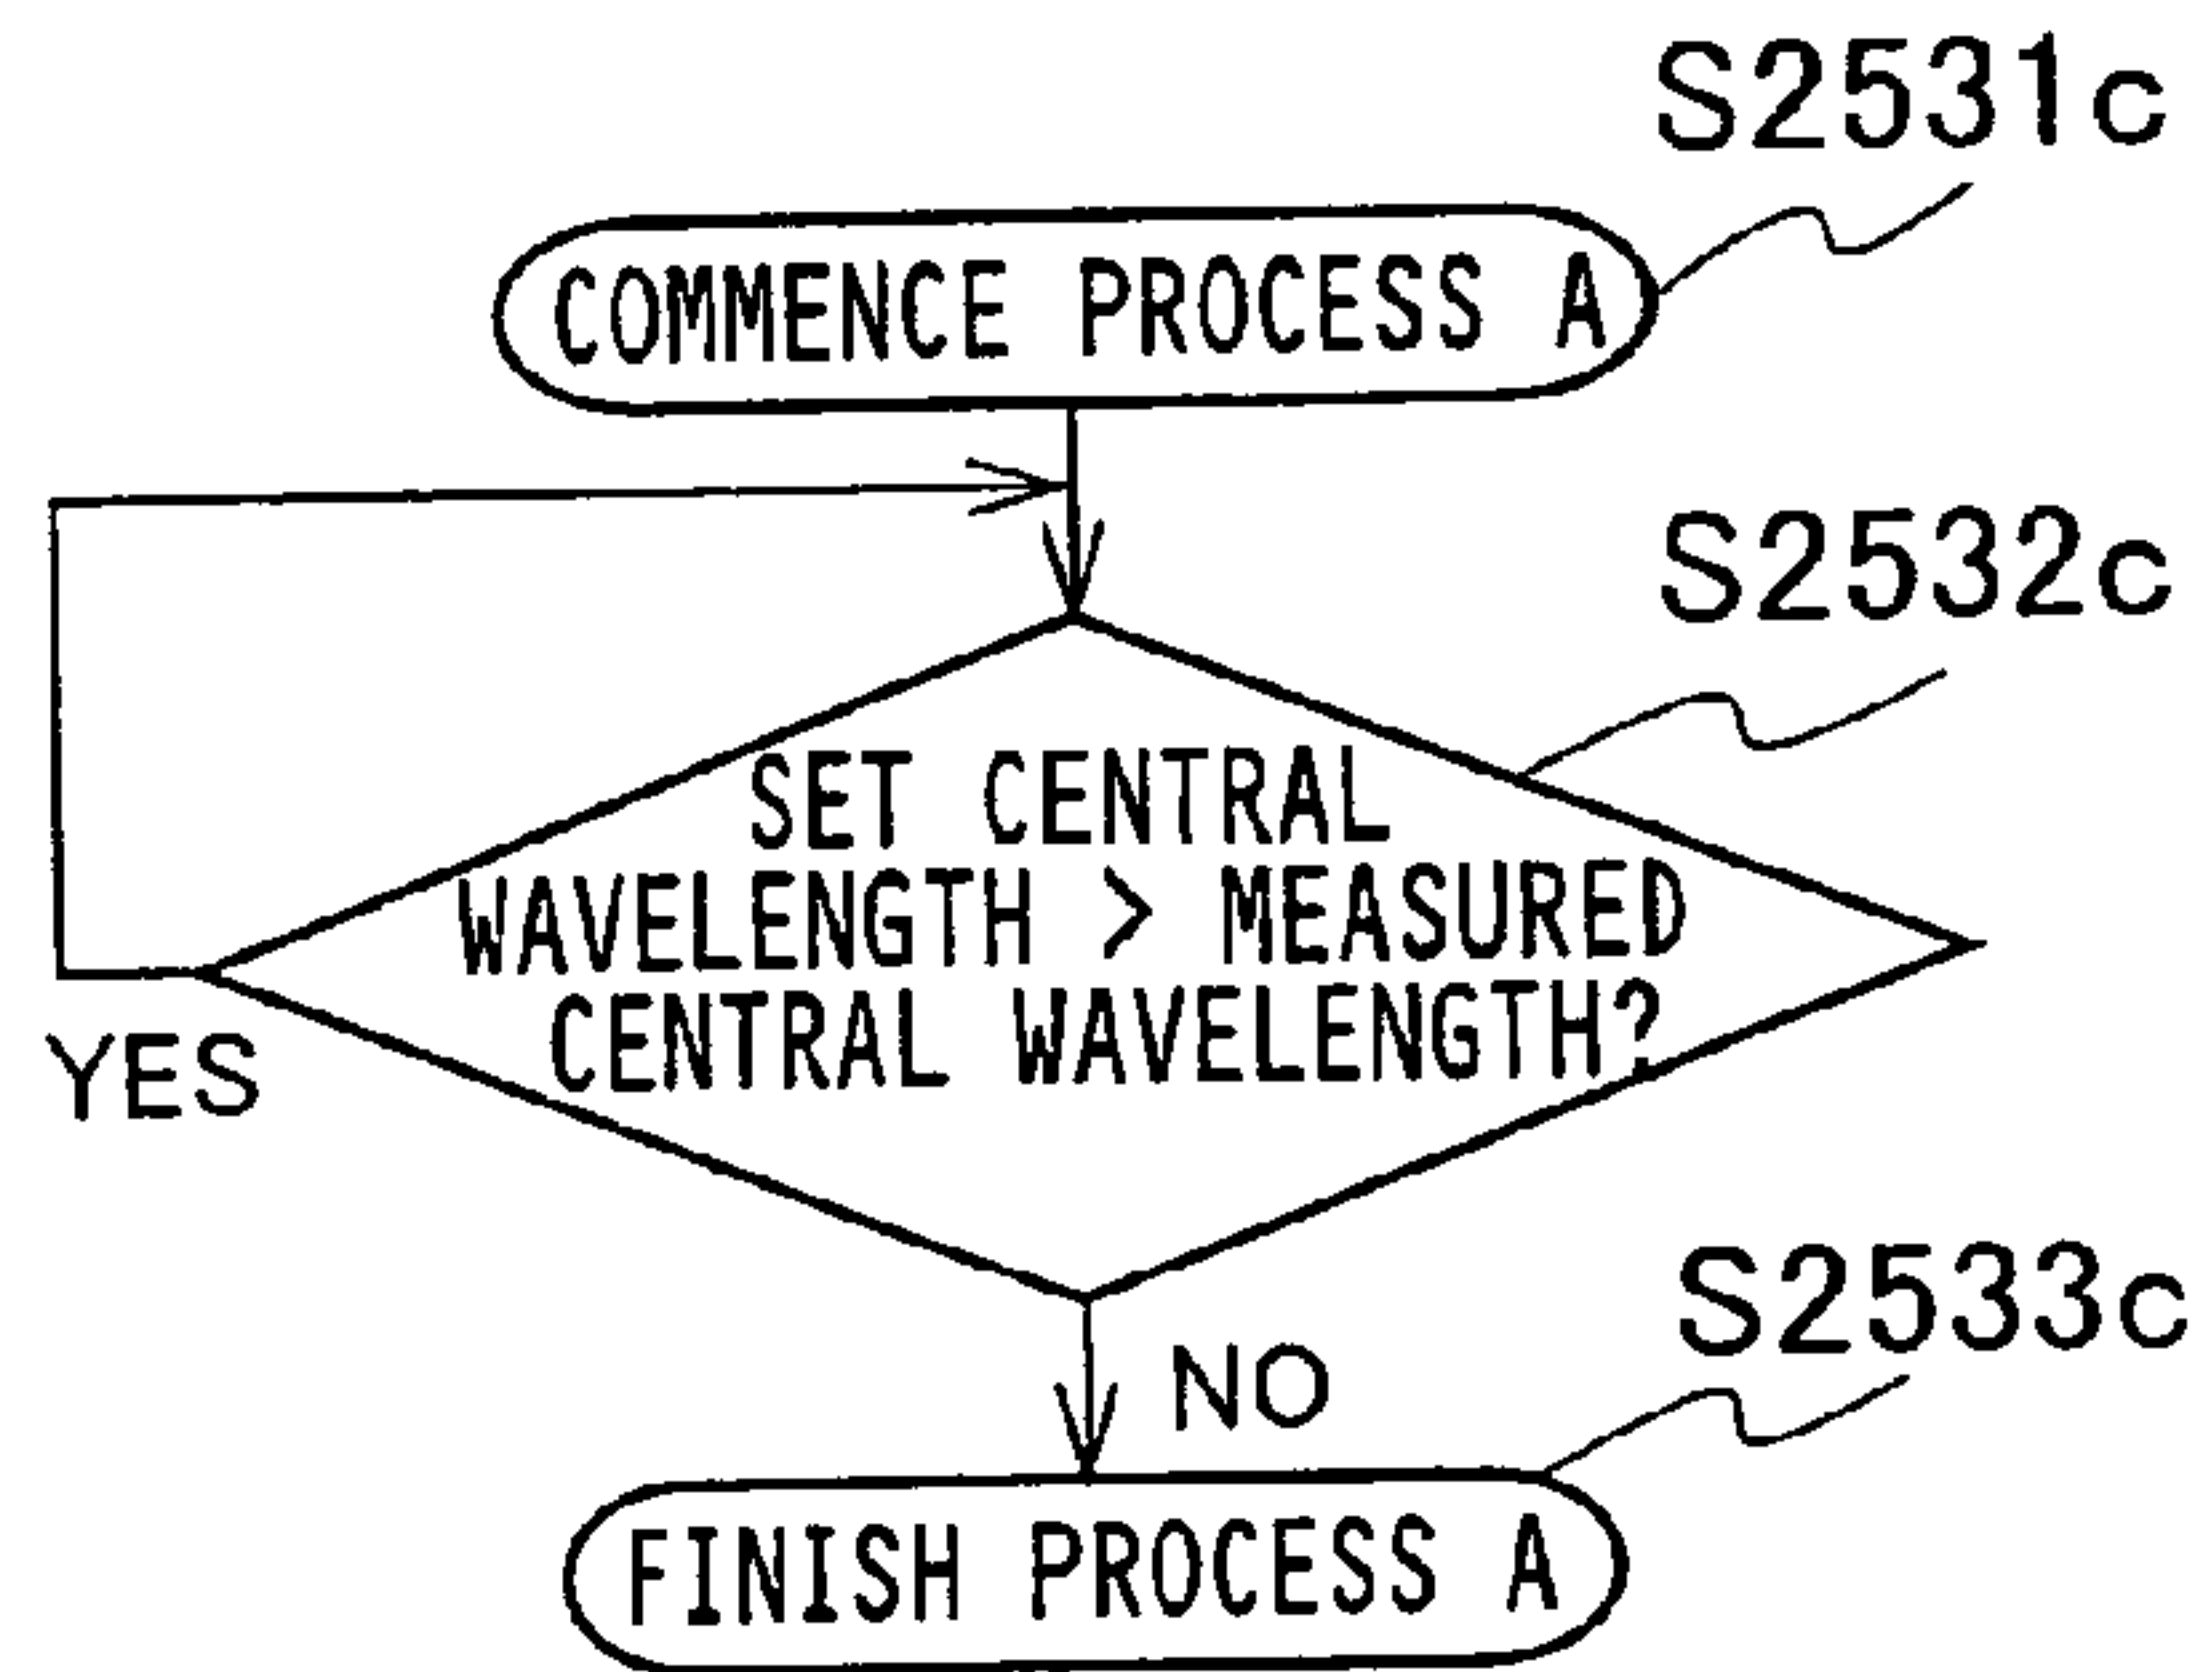 S2531c
COMMENCE PROCESS A
S2532c
SET CENTRAL
WAVELENGTH > MEASURED
CENTRAL WAVELENGTH?
YES
S2533c
NO
FINISH PROCESS A